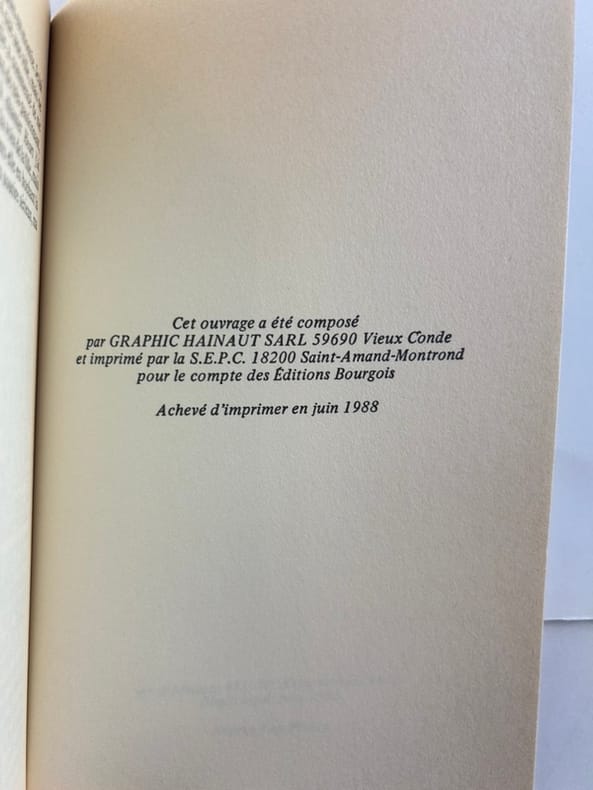 Cet ouvrage a été composé
par GRAPHIC HAINAUT SARL 59690 Vieux Conde
et imprimé par la S.E.P.C. 18200 Saint-Amand-Montrond
pour le compte des Éditions Bourgois
Achevé d'imprimer en juin 1988